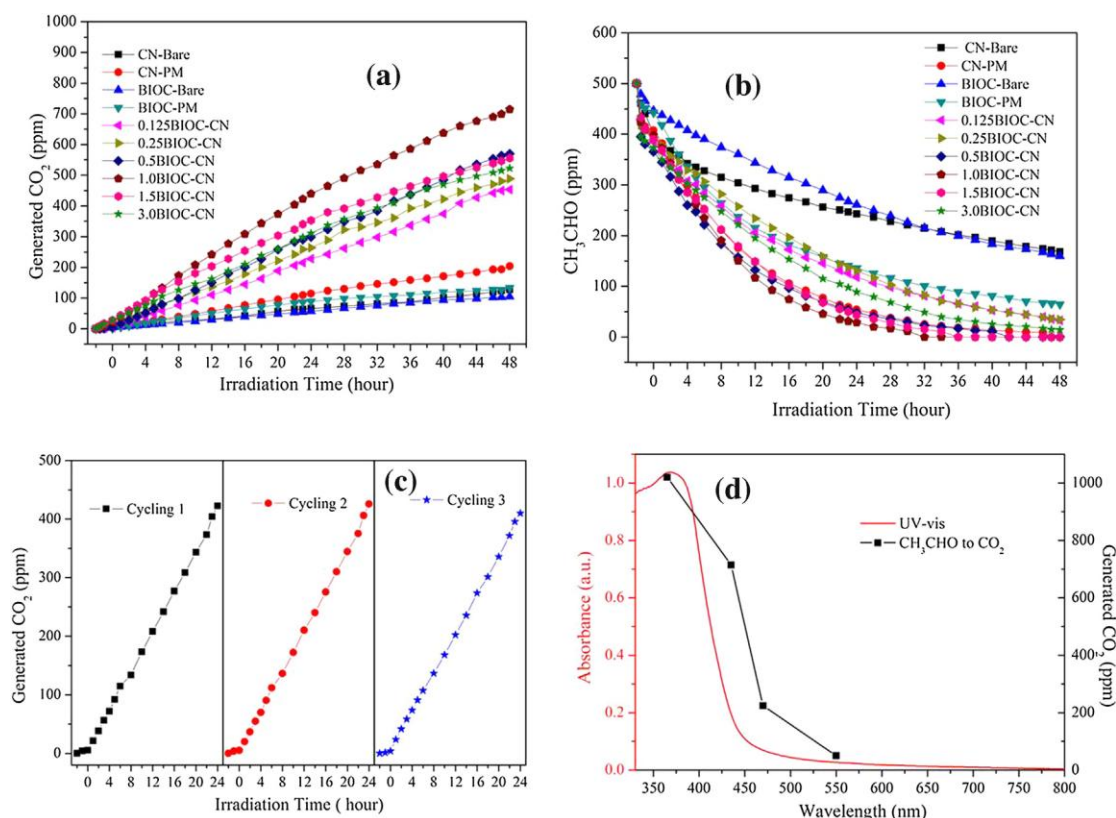 (a)
1000
900
800
700
600
500
400
300
200
100
0
Generated CO₂ (ppm)
CN-Bare
CN-PM
BIOC-Bare
BIOC-PM
0.125BIOC-CN
0.25BIOC-CN
0.5BIOC-CN
1.0BIOC-CN
1.5BIOC-CN
3.0BIOC-CN
0 4 8 12 16 20 24 28 32 36 40 44 48
Irradiation Time (hour)
(b)
600
500
400
300
200
100
0
CH₃CHO (ppm)
CN-Bare
CN-PM
BIOC-Bare
BIOC-PM
0.125BIOC-CN
0.25BIOC-CN
0.5BIOC-CN
1.0BIOC-CN
1.5BIOC-CN
3.0BIOC-CN
0 4 8 12 16 20 24 28 32 36 40 44 48
Irradiation Time (hour)
(c)
500
400
300
200
100
0
Generated CO₂ (ppm)
Cycling 1
Cycling 2
Cycling 3
0 4 8 12 16 20 24 0 4 8 12 16 20 24 0 4 8 12 16 20 24
Irradiation Time ( hour)
(d)
1.0
0.8
0.6
0.4
0.2
0.0
Absorbance (a.u.)
UV-vis
CH₃CHO to CO₂
1000
800
600
400
200
0
Generated CO₂ (ppm)
350 400 450 500 550 600 650 700 750 800
Wavelength (nm)